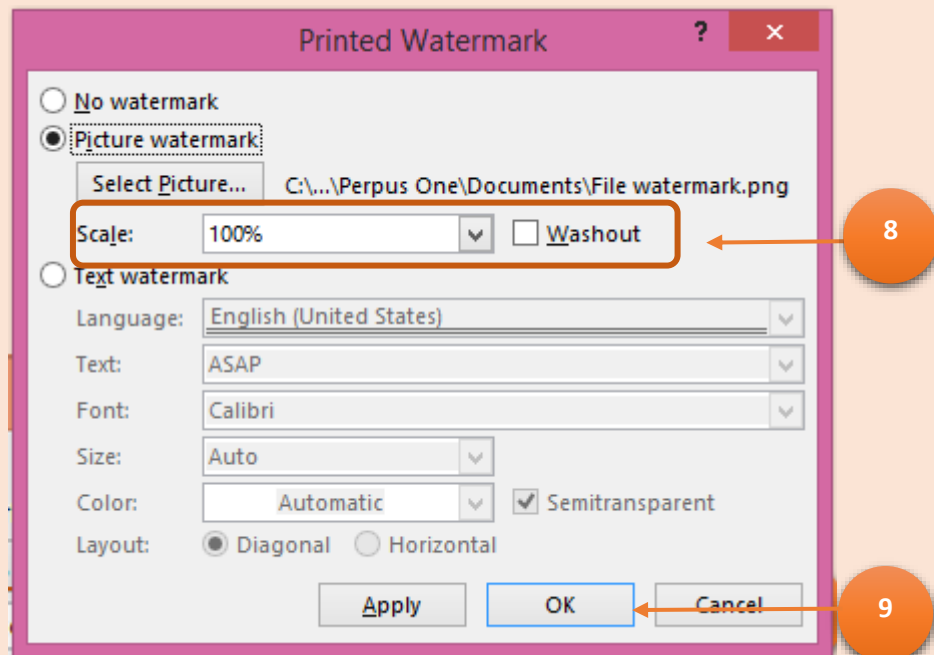 Printed Watermark ? ×
No watermark
Picture watermark
Select Picture... C:\...\Perpus One\Documents\File watermark.png
Scale: 100% Washout
8
Text watermark
Language: English (United States)
Text: ASAP
Font: Calibri
Size: Auto
Color: Automatic Semitransparent
Layout: Diagonal Horizontal
Apply OK Cancel
9